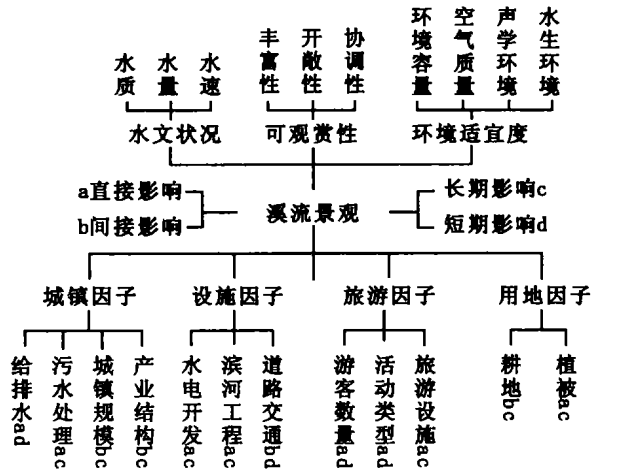 水质
水量
水速
丰富性
开敞性
协调性
环境容量
空气质量
声学环境
水生环境
水文状况
可观赏性
环境适宜度
a直接影响
b间接影响
溪流景观
长期影响c
短期影响d
城镇因子
设施因子
旅游因子
用地因子
给排水ad
污水处理ac
城镇规模bc
产业结构bc
水电开发ac
滨河工程ac
道路交通bd
游客数量ad
活动类型ad
旅游设施ac
耕地bc
植被ac